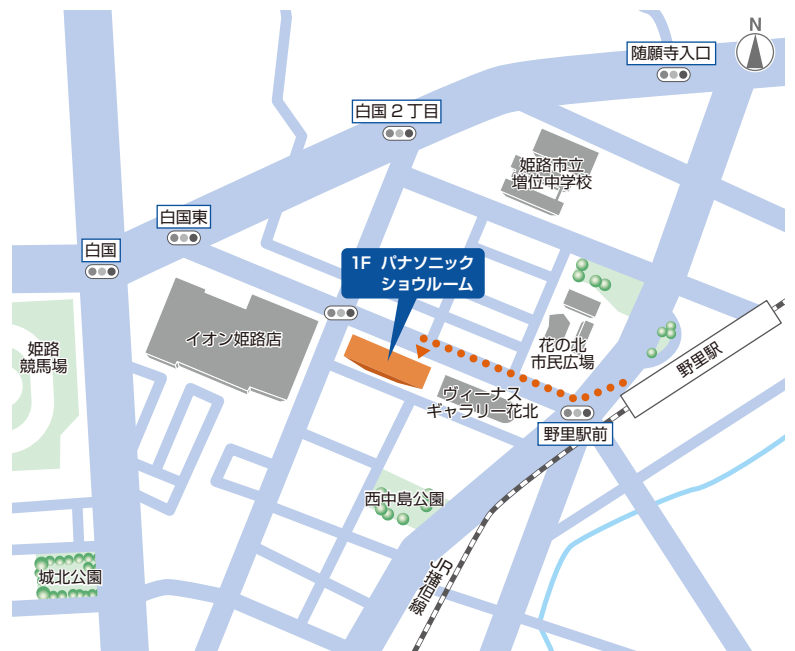 N
随願寺入口
白国2丁目
姫路市立
増位中学校
白国東
白国
1F パナソニック
ショウルーム
イオン姫路店
姫路
競馬場
花の北
市民広場
野里駅
ヴィーナス
ギャラリー花北
野里駅前
西中島公園
城北公園
JR播但線